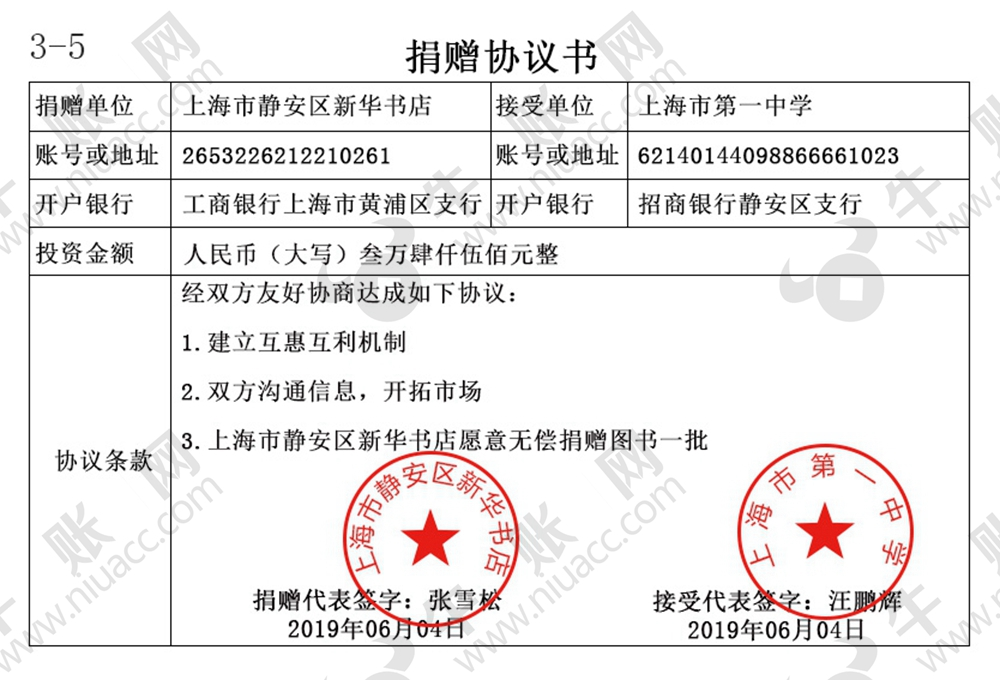 3-5
捐赠协议书
捐赠单位 上海市静安区新华书店 接受单位 上海市第一中学
账号或地址 2653226212210261 账号或地址 62140144098866661023
开户银行 工商银行上海市黄浦区支行 开户银行 招商银行静安区支行
投资金额 人民币（大写）叁万肆仟伍佰元整
经双方友好协商达成如下协议：
1.建立互惠互利机制
2.双方沟通信息，开拓市场
3.上海市静安区新华书店愿意无偿捐赠图书一批
协议条款
上海市静安区新华书店
上海市第一中学
捐赠代表签字：张雪松 接受代表签字：汪鹏辉
2019年06月04日 2019年06月04日
牛账网
www.niuacc.com